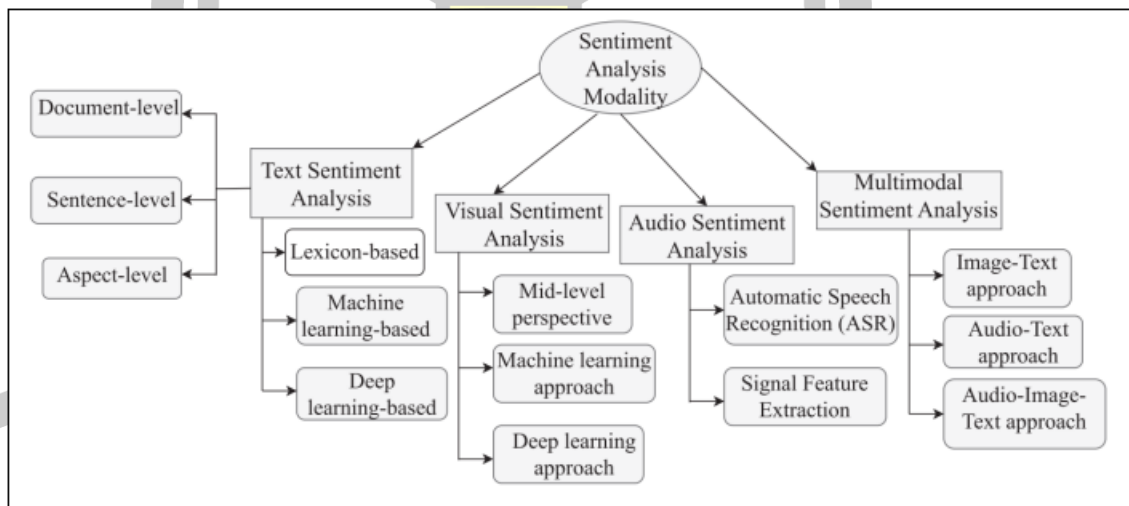 Sentiment
Analysis
Modality
Document-level
Sentence-level
Aspect-level
Text Sentiment
Analysis
Lexicon-based
Machine
learning-based
Deep
learning-based
Visual Sentiment
Analysis
Mid-level
perspective
Machine learning
approach
Deep learning
approach
Audio Sentiment
Analysis
Automatic Speech
Recognition (ASR)
Signal Feature
Extraction
Multimodal
Sentiment Analysis
Image-Text
approach
Audio-Text
approach
Audio-Image-
Text approach